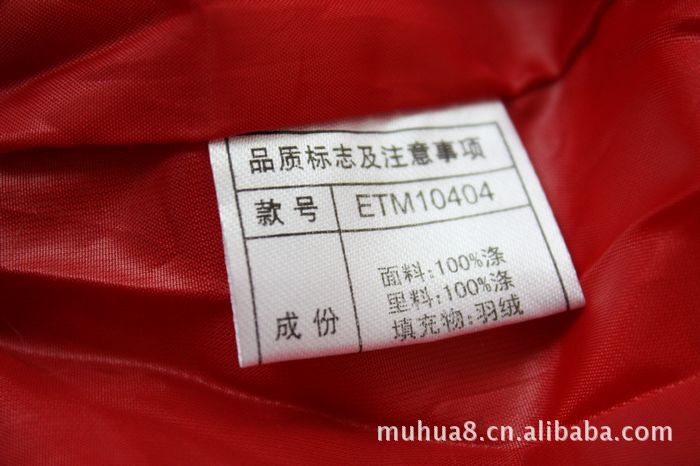 品质标志及注意事项
款号 ETM10404
成份
面料:100%涤
里料:100%涤
填充物:羽绒
muhua8.cn.alibaba.com